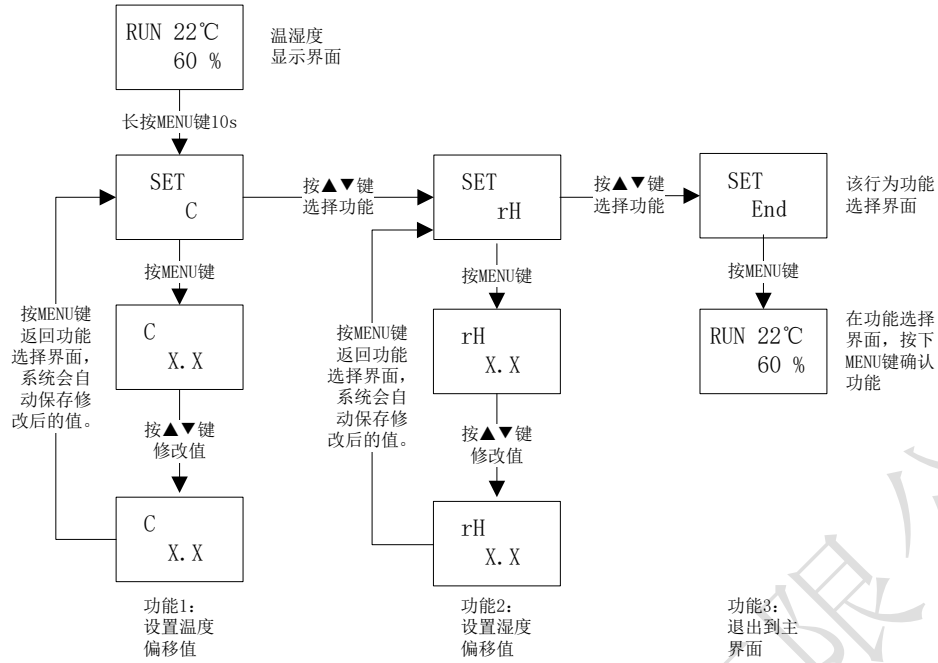 RUN 22℃
60 %
温湿度
显示界面
长按MENU键10s
SET
C
按▲▼键
选择功能
SET
rH
按▲▼键
选择功能
SET
End
该行为功能
选择界面
按MENU键
按MENU键
按MENU键
按MENU键
返回功能
选择界面，
系统会自
动保存修
改后的值。
C
X.X
按MENU键
返回功能
选择界面，
系统会自
动保存修
改后的值。
rH
X.X
RUN 22℃
60 %
在功能选择
界面，按下
MENU键确认
功能
按▲▼键
修改值
按▲▼键
修改值
C
X.X
rH
X.X
功能1：
设置温度
偏移值
功能2：
设置湿度
偏移值
功能3：
退出到主
界面
限公